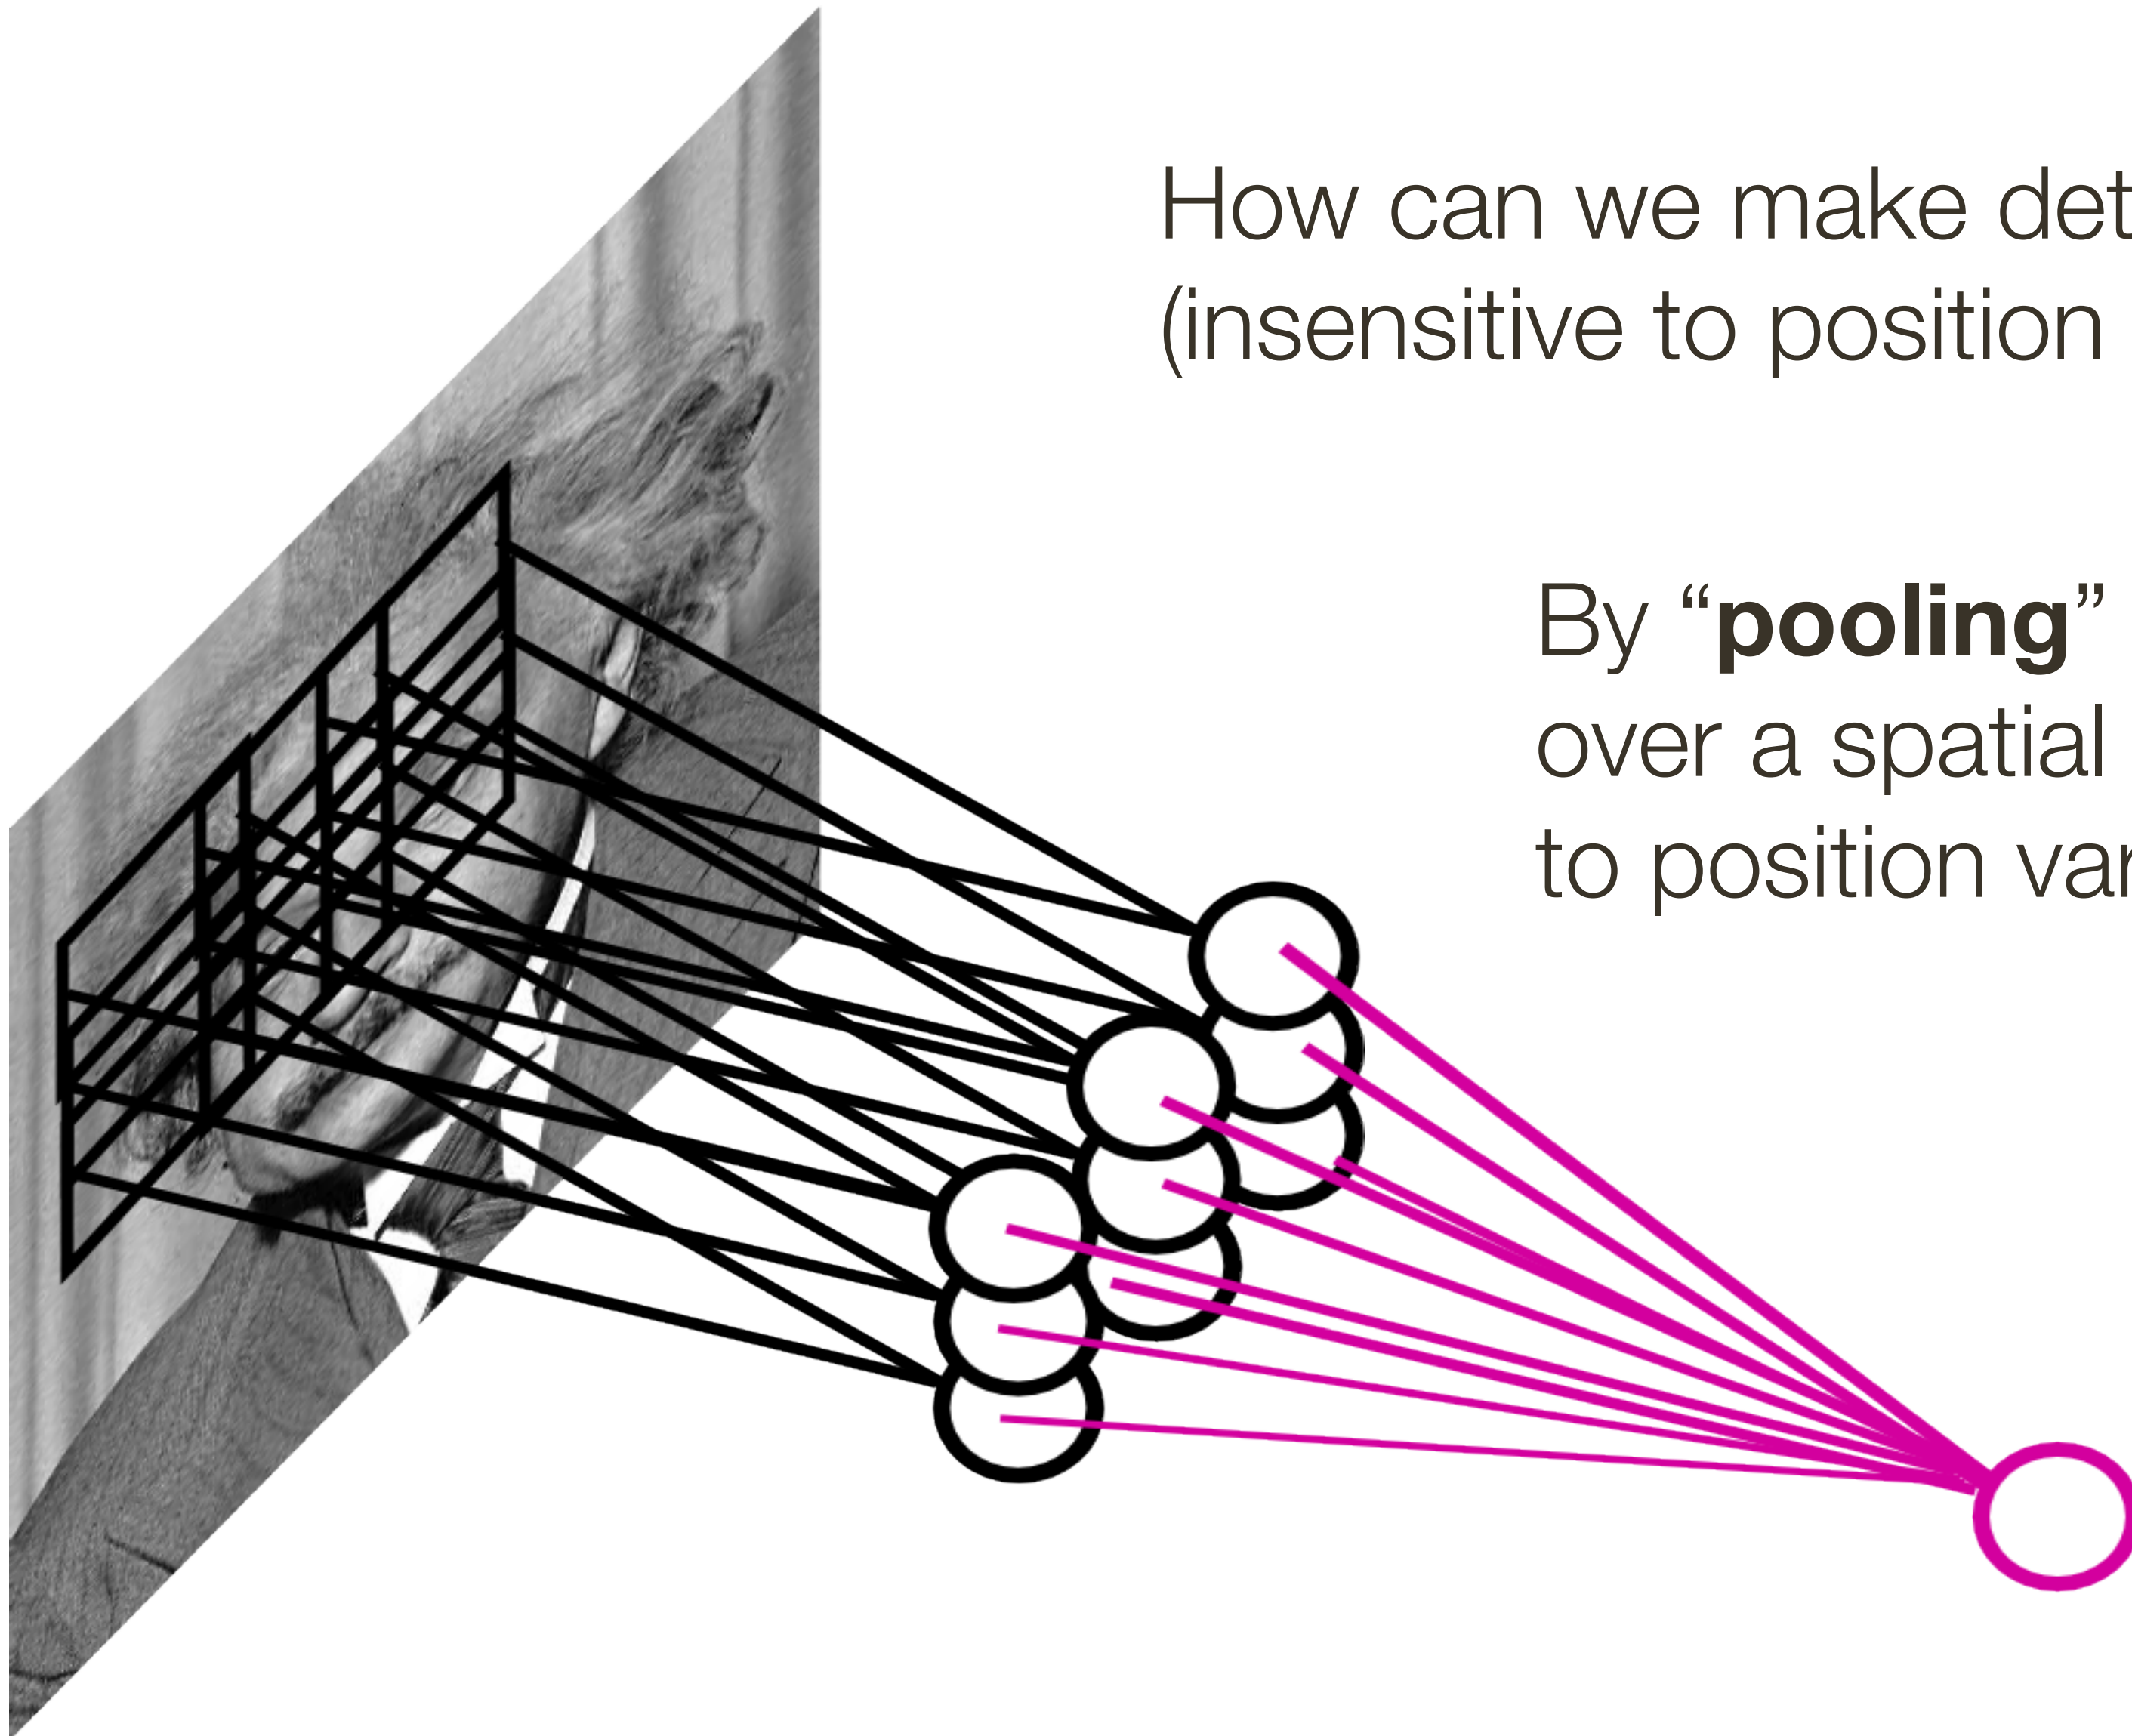 How can we make det
(insensitive to position
By “pooling”
over a spatial
to position var